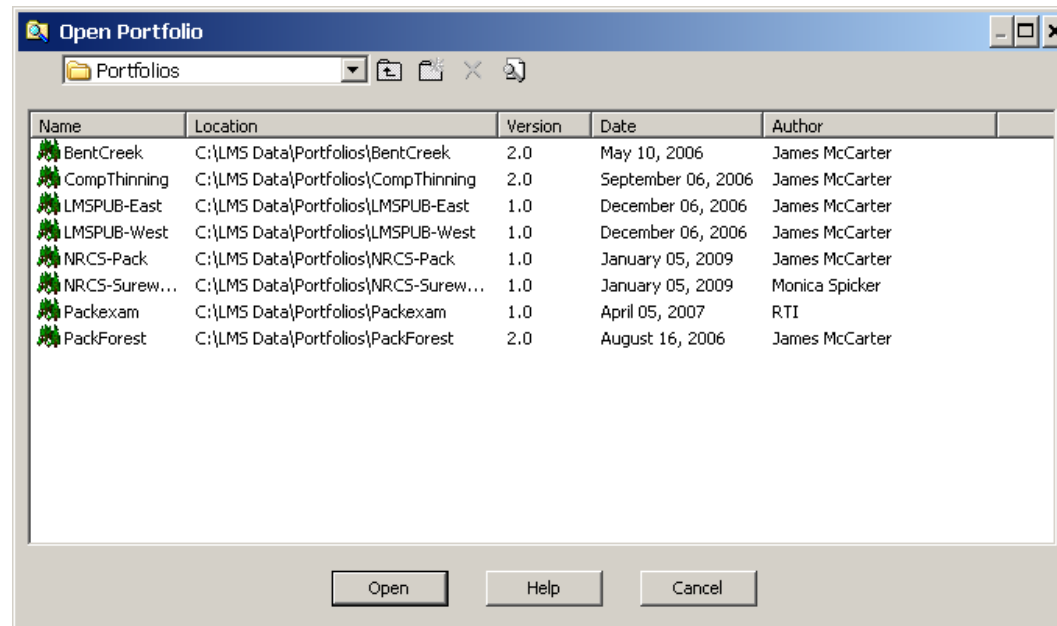 Open Portfolio
Portfolios
Name Location Version Date Author
BentCreek C:\LMS Data\Portfolios\BentCreek 2.0 May 10, 2006 James McCarter
CompThinning C:\LMS Data\Portfolios\CompThinning 2.0 September 06, 2006 James McCarter
LMSPUB-East C:\LMS Data\Portfolios\LMSPUB-East 1.0 December 06, 2006 James McCarter
LMSPUB-West C:\LMS Data\Portfolios\LMSPUB-West 1.0 December 06, 2006 James McCarter
NRCS-Pack C:\LMS Data\Portfolios\NRCS-Pack 1.0 January 05, 2009 James McCarter
NRCS-Surew... C:\LMS Data\Portfolios\NRCS-Surew... 1.0 January 05, 2009 Monica Spicker
Packexam C:\LMS Data\Portfolios\Packexam 1.0 April 05, 2007 RTI
PackForest C:\LMS Data\Portfolios\PackForest 2.0 August 16, 2006 James McCarter
Open Help Cancel